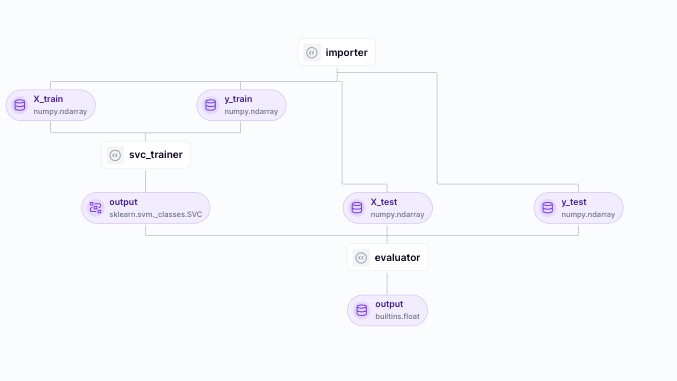 importer
X_train
numpy.ndarray
y_train
numpy.ndarray
svc_trainer
output
sklearn.svm._classes.SVC
X_test
numpy.ndarray
y_test
numpy.ndarray
evaluator
output
builtins.float